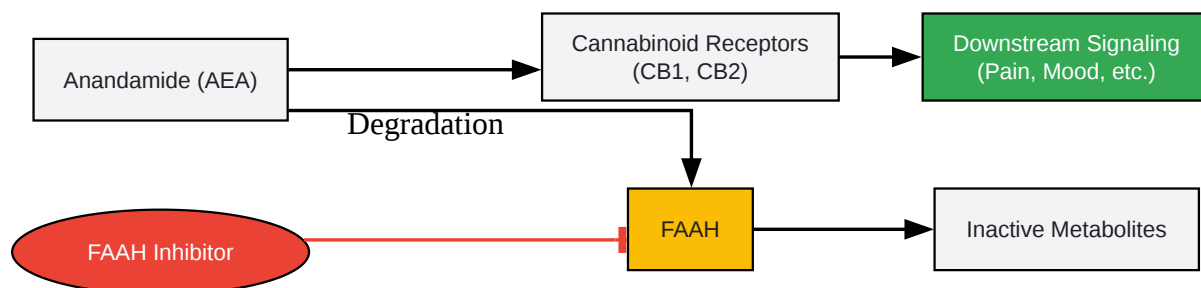 Anandamide (AEA)
Cannabinoid Receptors
(CB1, CB2)
Downstream Signaling
(Pain, Mood, etc.)
Degradation
FAAH Inhibitor
FAAH
Inactive Metabolites